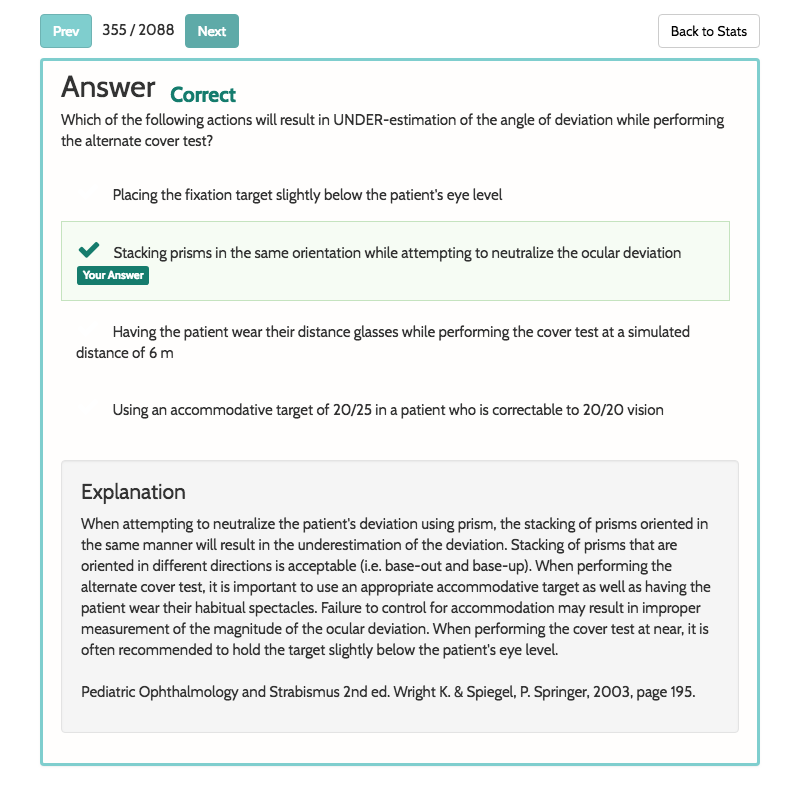 Prev 355 / 2088 Next Back to Stats
Answer Correct
Which of the following actions will result in UNDER-estimation of the angle of deviation while performing
the alternate cover test?
Placing the fixation target slightly below the patient's eye level
Stacking prisms in the same orientation while attempting to neutralize the ocular deviation
Your Answer
Having the patient wear their distance glasses while performing the cover test at a simulated
distance of 6 m
Using an accommodative target of 20/25 in a patient who is correctable to 20/20 vision
Explanation
When attempting to neutralize the patient's deviation using prism, the stacking of prisms oriented in
the same manner will result in the underestimation of the deviation. Stacking of prisms that are
oriented in different directions is acceptable (i.e. base-out and base-up). When performing the
alternate cover test, it is important to use an appropriate accommodative target as well as having the
patient wear their habitual spectacles. Failure to control for accommodation may result in improper
measurement of the magnitude of the ocular deviation. When performing the cover test at near, it is
often recommended to hold the target slightly below the patient's eye level.
Pediatric Ophthalmology and Strabismus 2nd ed. Wright K. & Spiegel, P. Springer, 2003, page 195.